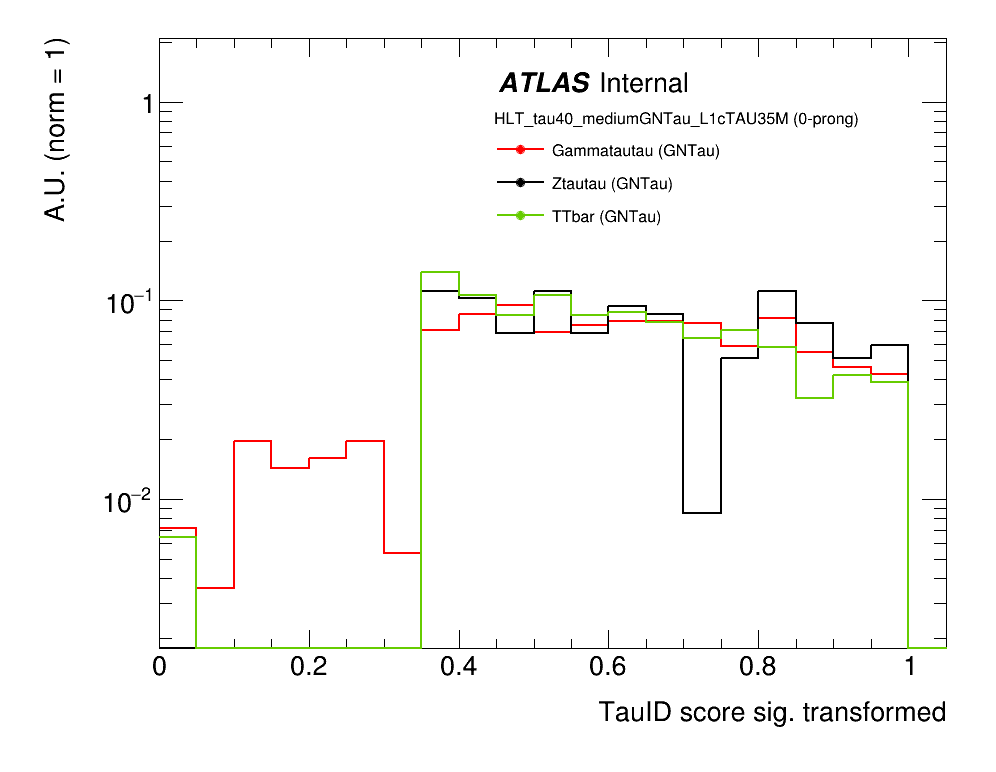 A.U. (norm = 1)
ATLAS Internal
HLT_tau40_mediumGNTau_L1cTAU35M (0-prong)
Gammatautau (GNTau)
Ztautau (GNTau)
TTbar (GNTau)
1
10⁻¹
10⁻²
0 0.2 0.4 0.6 0.8 1
TauID score sig. transformed